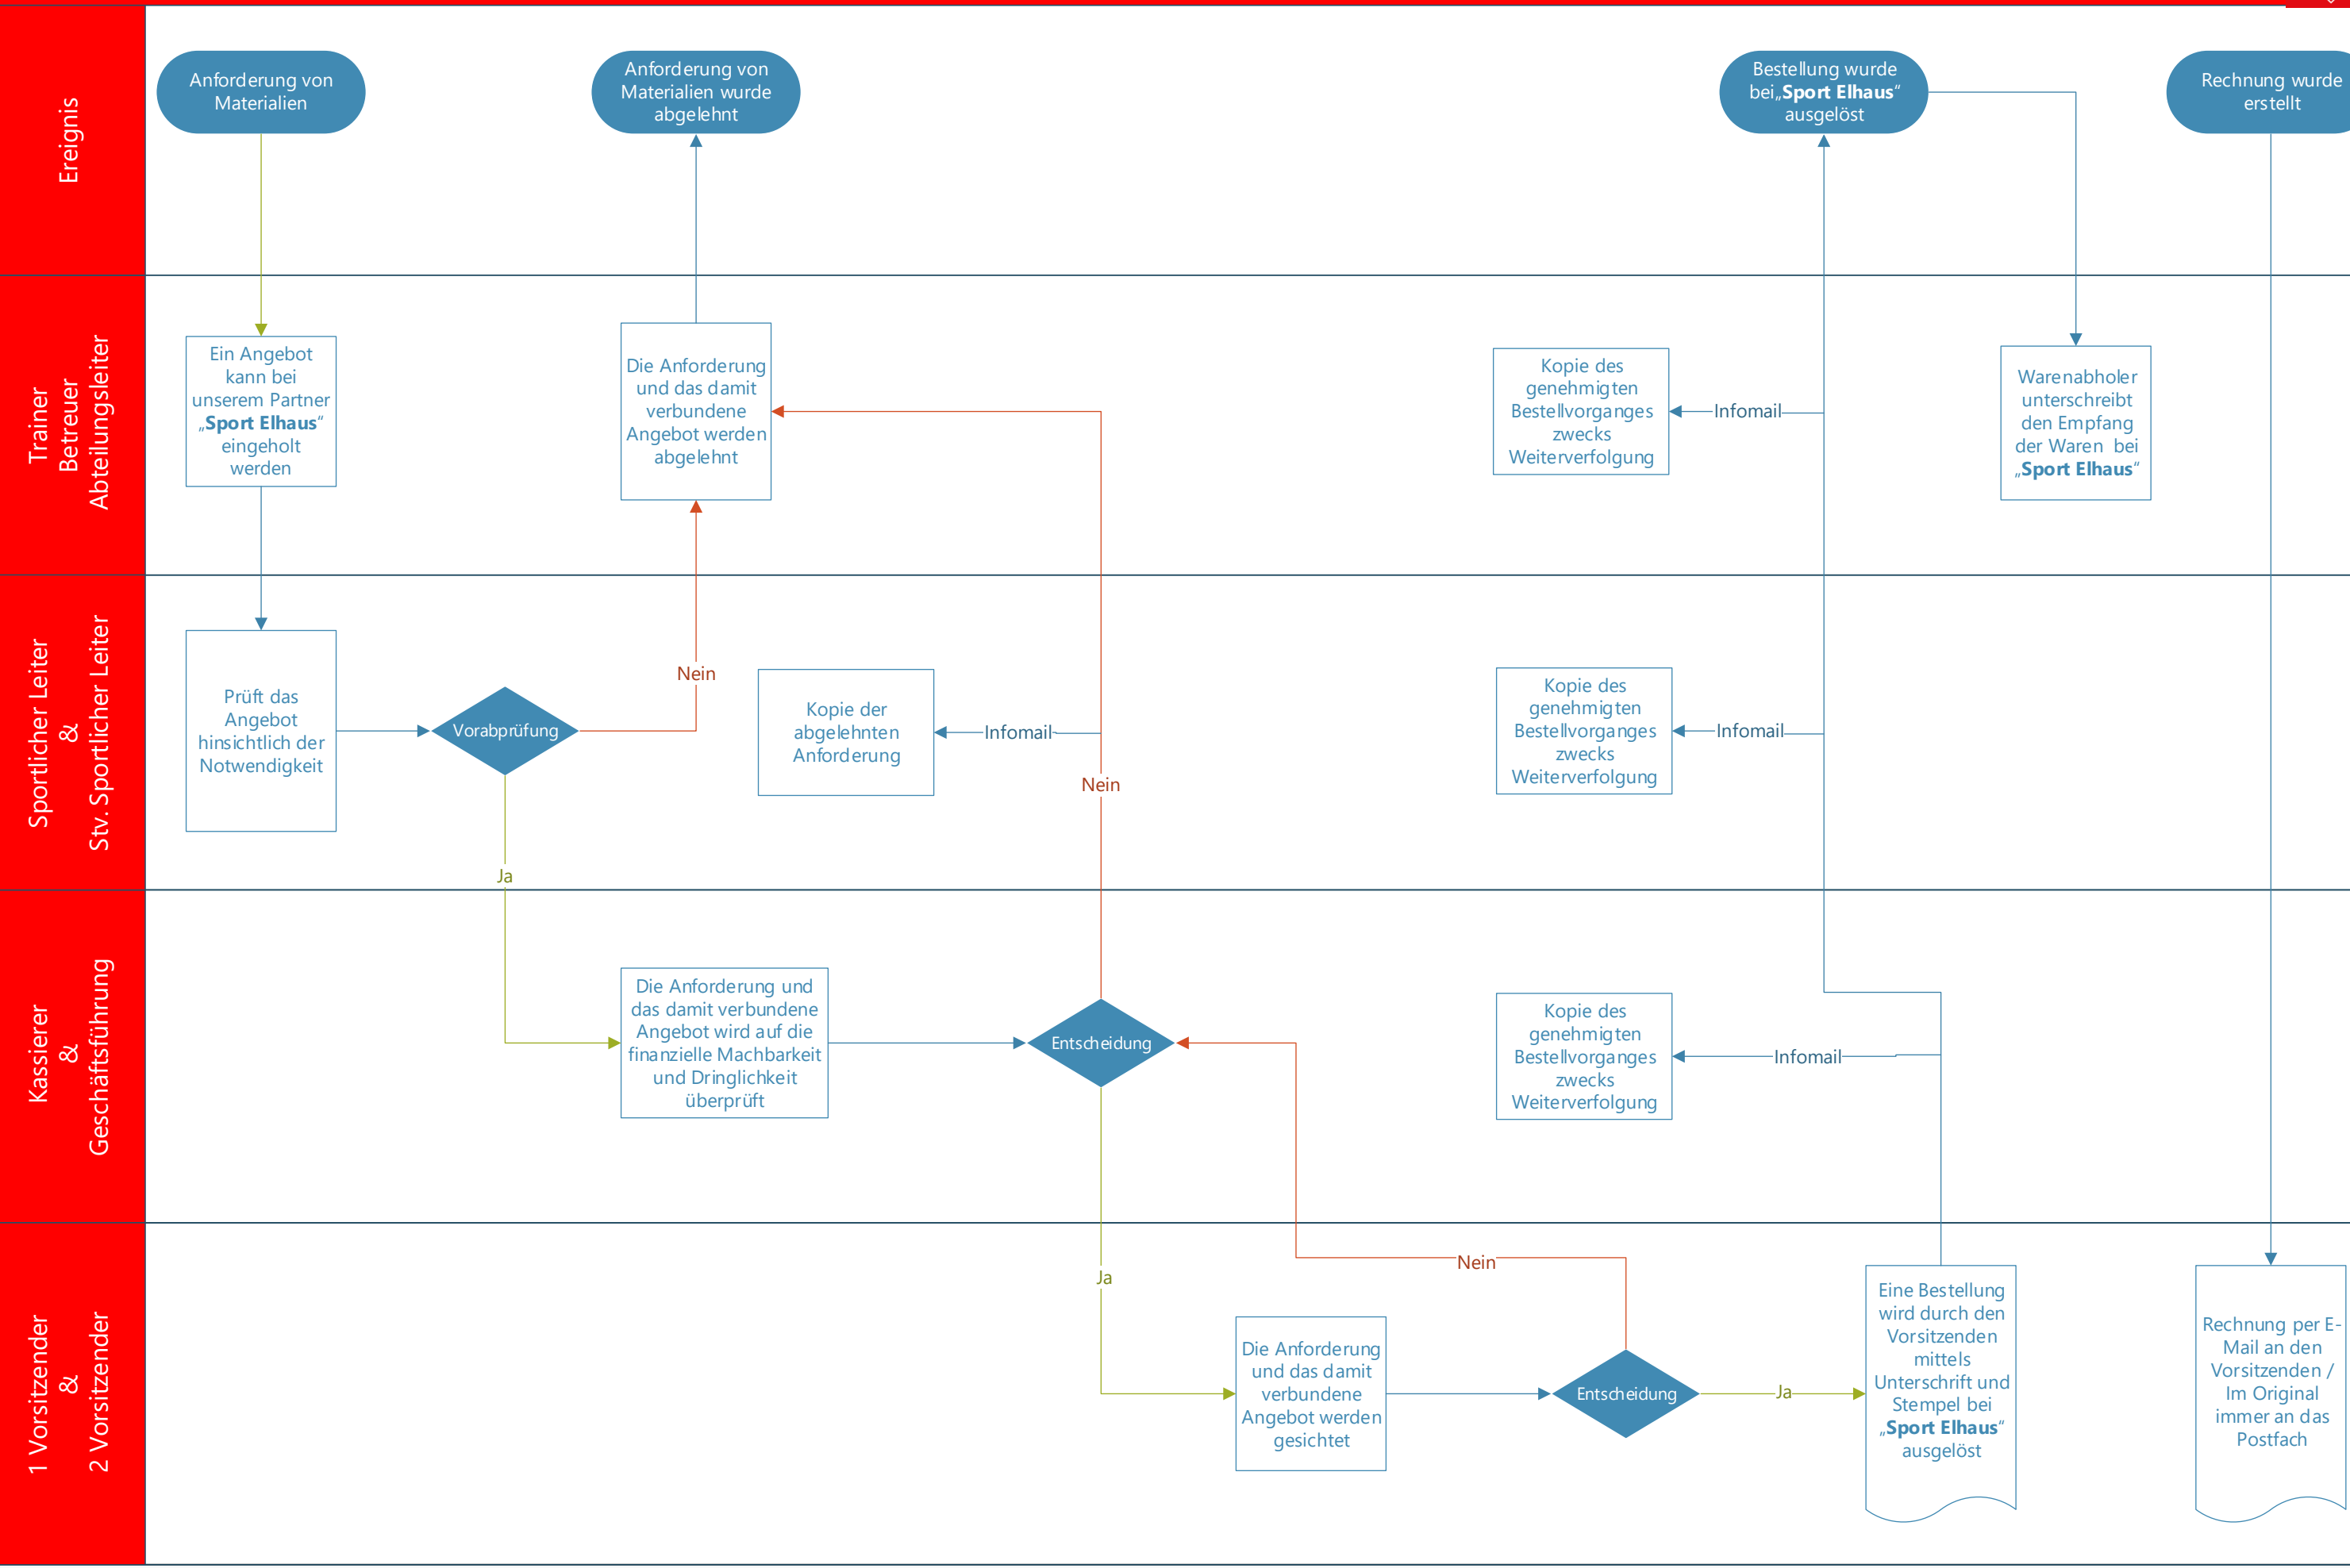 Ereignis
Anforderung von
Materialien
Anforderung von
Materialien wurde
abgelehnt
Bestellung wurde
bei„Sport Elhaus“
ausgelöst
Rechnung wurde
erstellt
Trainer
Betreuer
Abteilungsleiter
Ein Angebot
kann bei
unserem Partner
„Sport Elhaus“
eingeholt
werden
Die Anforderung
und das damit
verbundene
Angebot werden
abgelehnt
Kopie des
genehmigten
Bestellvorganges
zwecks
Weiterverfolgung
Infomail
Warenabholer
unterschreibt
den Empfang
der Waren bei
„Sport Elhaus“
Sportlicher Leiter
&
Stv. Sportlicher Leiter
Prüft das
Angebot
hinsichtlich der
Notwendigkeit
Vorabprüfung
Nein
Ja
Kopie der
abgelehnten
Anforderung
Infomail
Nein
Kopie des
genehmigten
Bestellvorganges
zwecks
Weiterverfolgung
Infomail
Kassierer
&
Geschäftsführung
Die Anforderung und
das damit verbundene
Angebot wird auf die
finanzielle Machbarkeit
und Dringlichkeit
überprüft
Entscheidung
Kopie des
genehmigten
Bestellvorganges
zwecks
Weiterverfolgung
Infomail
1 Vorsitzender
&
2 Vorsitzender
Ja
Die Anforderung
und das damit
verbundene
Angebot werden
gesichtet
Nein
Entscheidung
Ja
Eine Bestellung
wird durch den
Vorsitzenden
mittels
Unterschrift und
Stempel bei
„Sport Elhaus“
ausgelöst
Rechnung per E-
Mail an den
Vorsitzenden /
Im Original
immer an das
Postfach